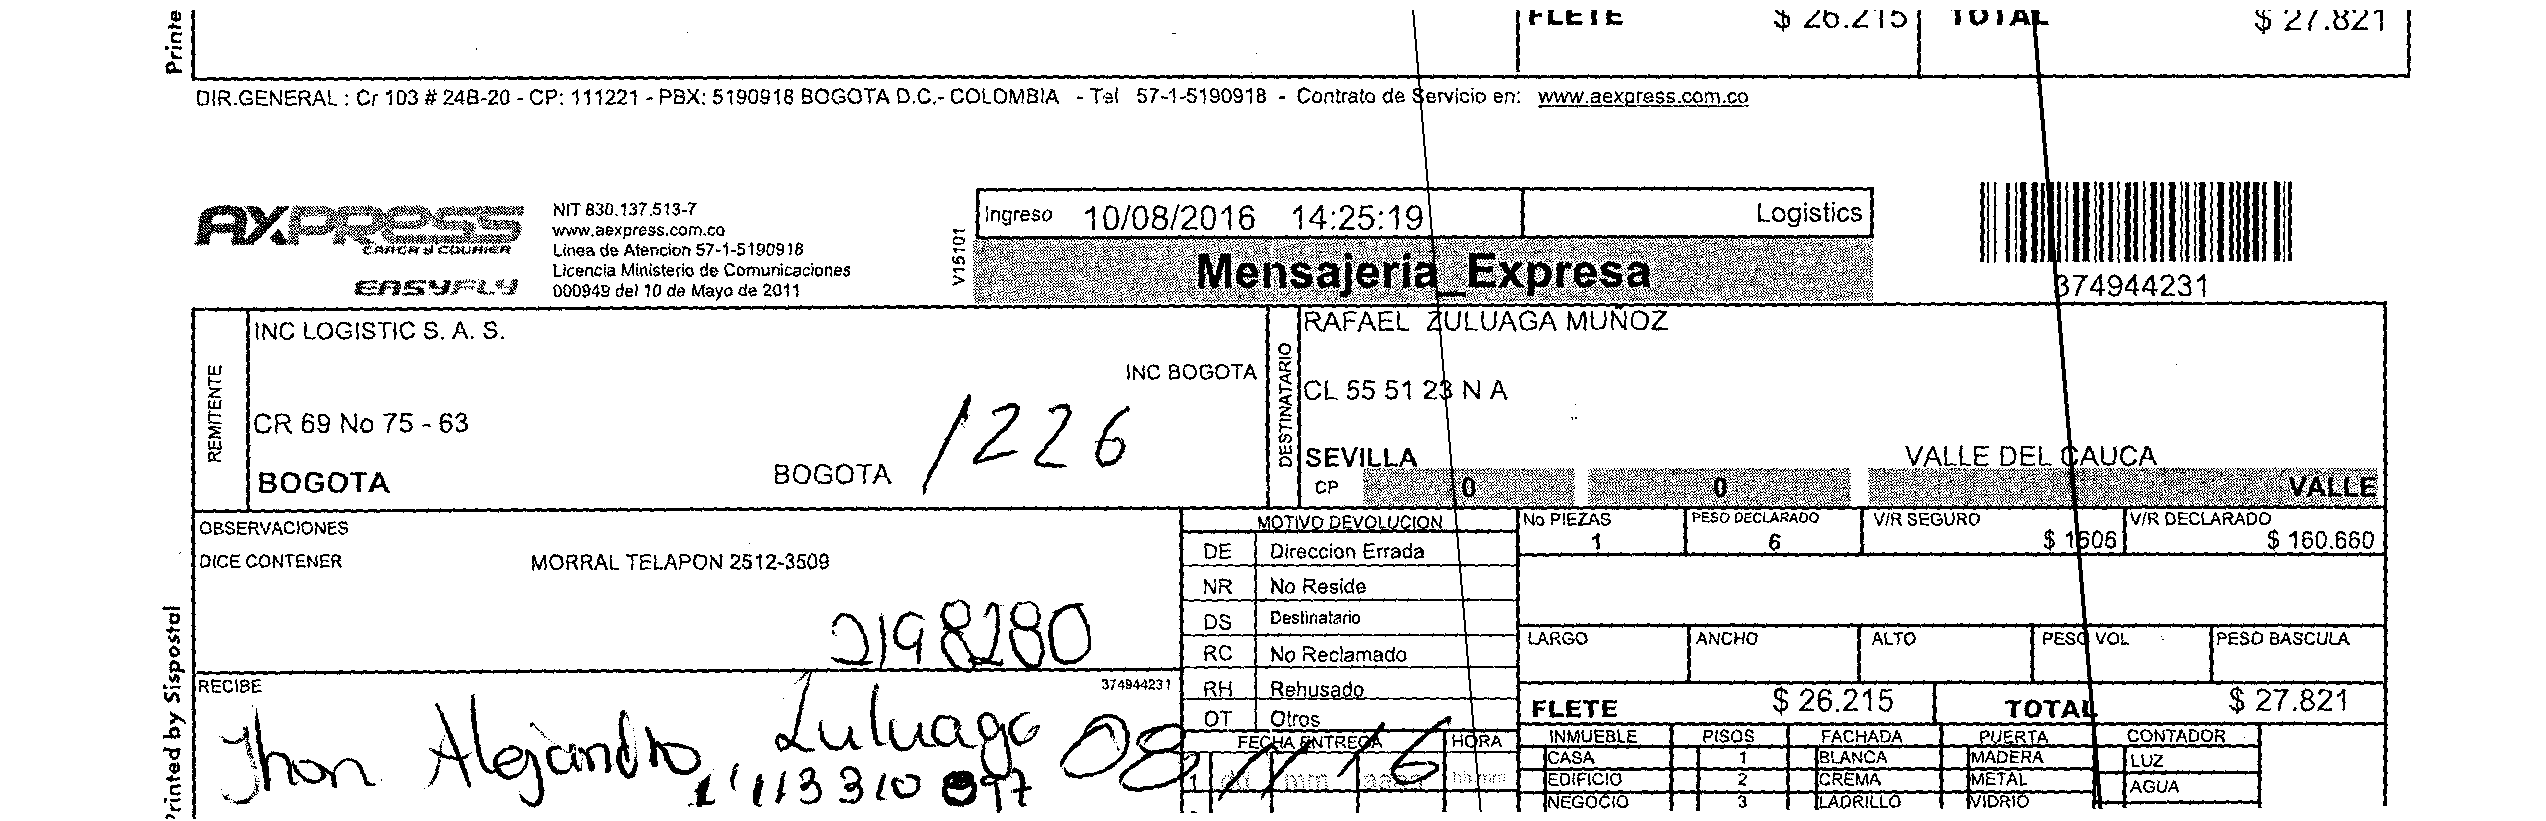 Printe
FLETE $ 26.215 TOTAL $ 27.821
DIR.GENERAL : Cr 103 # 24B-20 - CP: 111221 - PBX: 5190918 BOGOTA D.C.- COLOMBIA - Tel 57-1-5190918 - Contrato de Servicio en: www.aexpress.com.co
AXPRESS
CARGA Y COURIER
EASYFLY
NIT 830.137.513-7
www.aexpress.com.co
Linea de Atencion 57-1-5190918
Licencia Ministerio de Comunicaciones
000949 del 10 de Mayo de 2011
V151101
Ingreso 10/08/2016 14:25:19 Logistics
Mensajeria_Expresa
374944231
REMITENTE
INC LOGISTIC S. A. S.
INC BOGOTA
CR 69 No 75 - 63
1226
BOGOTA BOGOTA
DESTINATARIO
RAFAEL ZULUAGA MUÑOZ
CL 55 51 23 N A
SEVILLA VALLE DEL CAUCA
CP 0 0 VALLE
OBSERVACIONES
DICE CONTENER MORRAL TELAPON 2512-3509
2198280
MOTIVO DEVOLUCION
DE Direccion Errada
NR No Reside
DS Destinatario
RC No Reclamado
RH Rehusado
OT Otros
No PIEZAS PESO DECLARADO V/R SEGURO V/R DECLARADO
1 6 $ 1606 $ 160.660
LARGO ANCHO ALTO PESO VOL PESO BASCULA
FLETE $ 26.215 TOTAL $ 27.821
RECIBE 374944231
Jhon Alejandro Zuluaga 08/11/16
FECHA ENTREGA HORA
1 dd mm aaaa hh:mm
INMUEBLE PISOS FACHADA PUERTA CONTADOR
CASA 1 BLANCA MADERA LUZ
EDIFICIO 2 CREMA METAL AGUA
NEGOCIO 3 LADRILLO VIDRIO
Printed by Sispostal